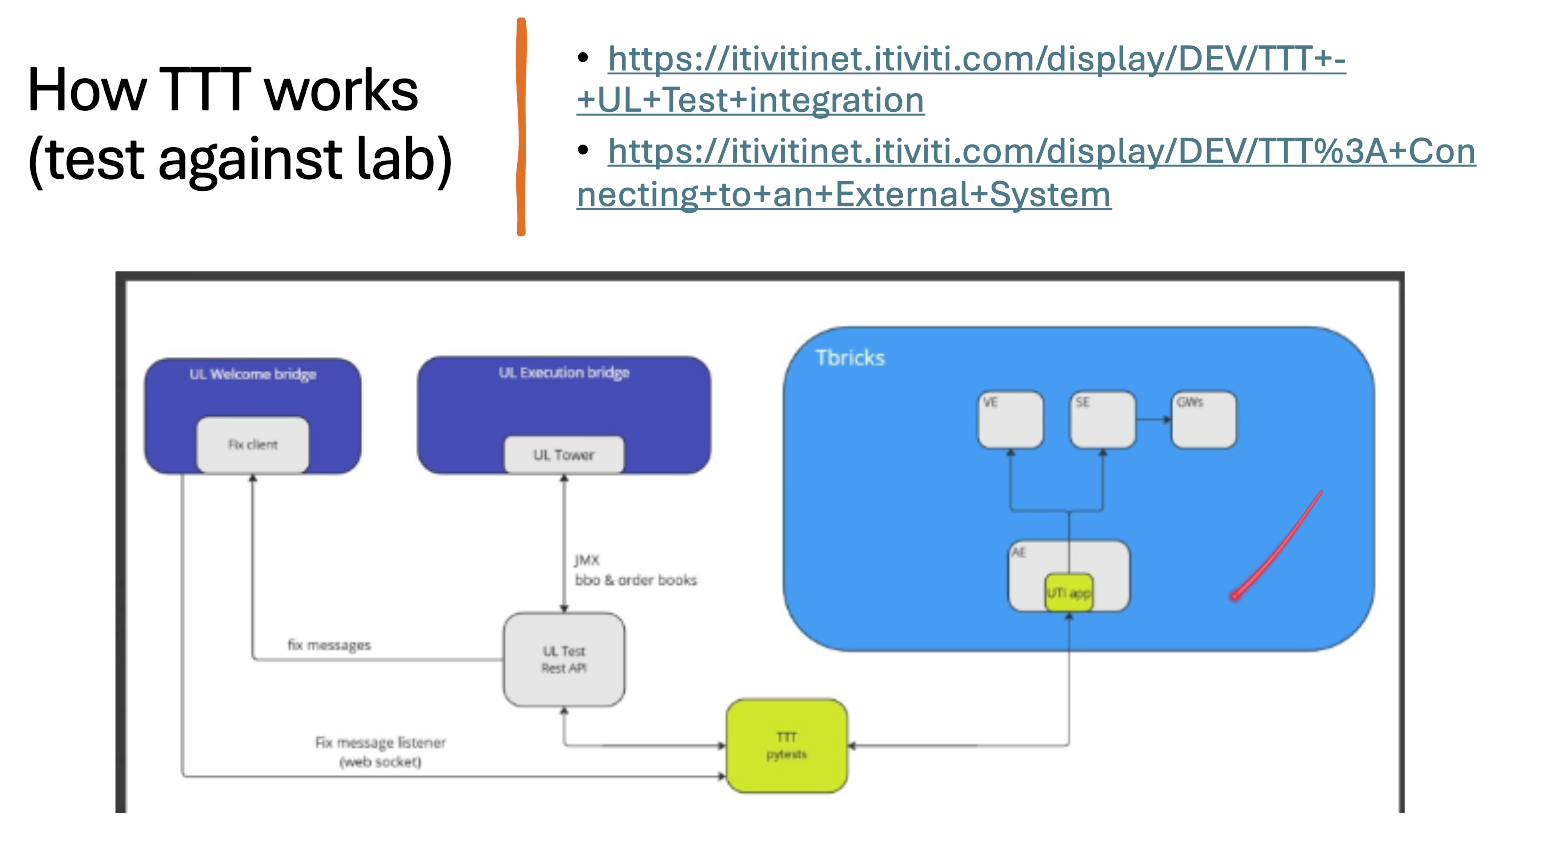 How TTT works
(test against lab)
• https://itivitinet.itiviti.com/display/DEV/TTT+-
+UL+Test+integration
• https://itivitinet.itiviti.com/display/DEV/TTT%3A+Con
necting+to+an+External+System
UL Welcome bridge
Fix client
UL Execution bridge
UL Tower
Tbricks
VE
SE
GWs
AE
UTI app
JMX
bbo & order books
fix messages
UL Test
Rest API
Fix message listener
(web socket)
TTT
pytests